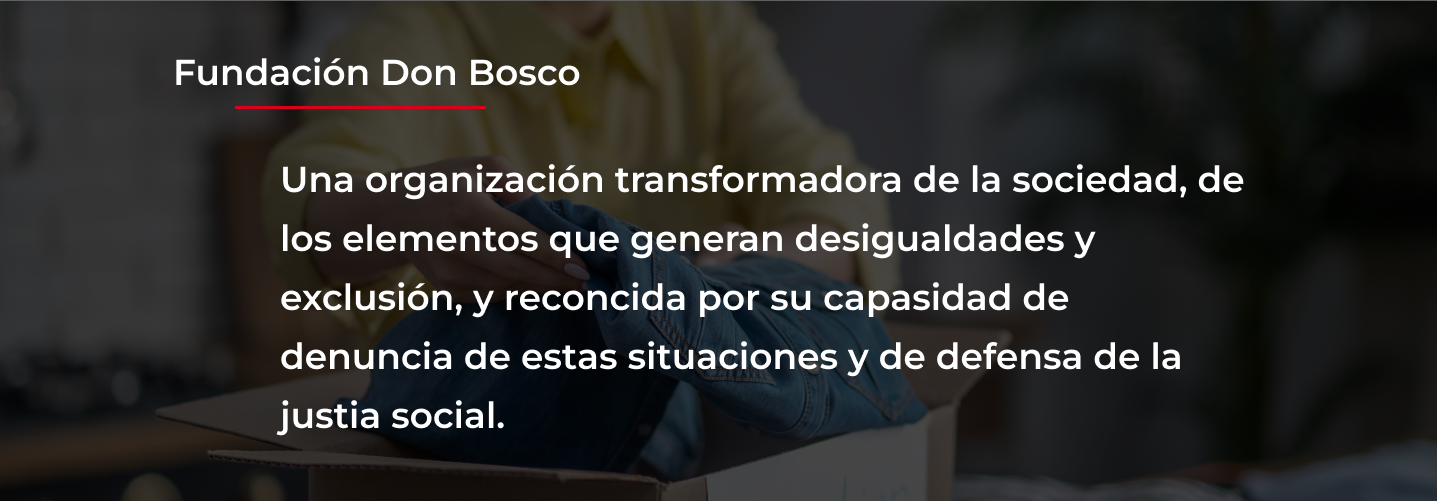 Fundación Don Bosco
Una organización transformadora de la sociedad, de
los elementos que generan desigualdades y
exclusión, y reconcida por su capasidad de
denuncia de estas situaciones y de defensa de la
justia social.